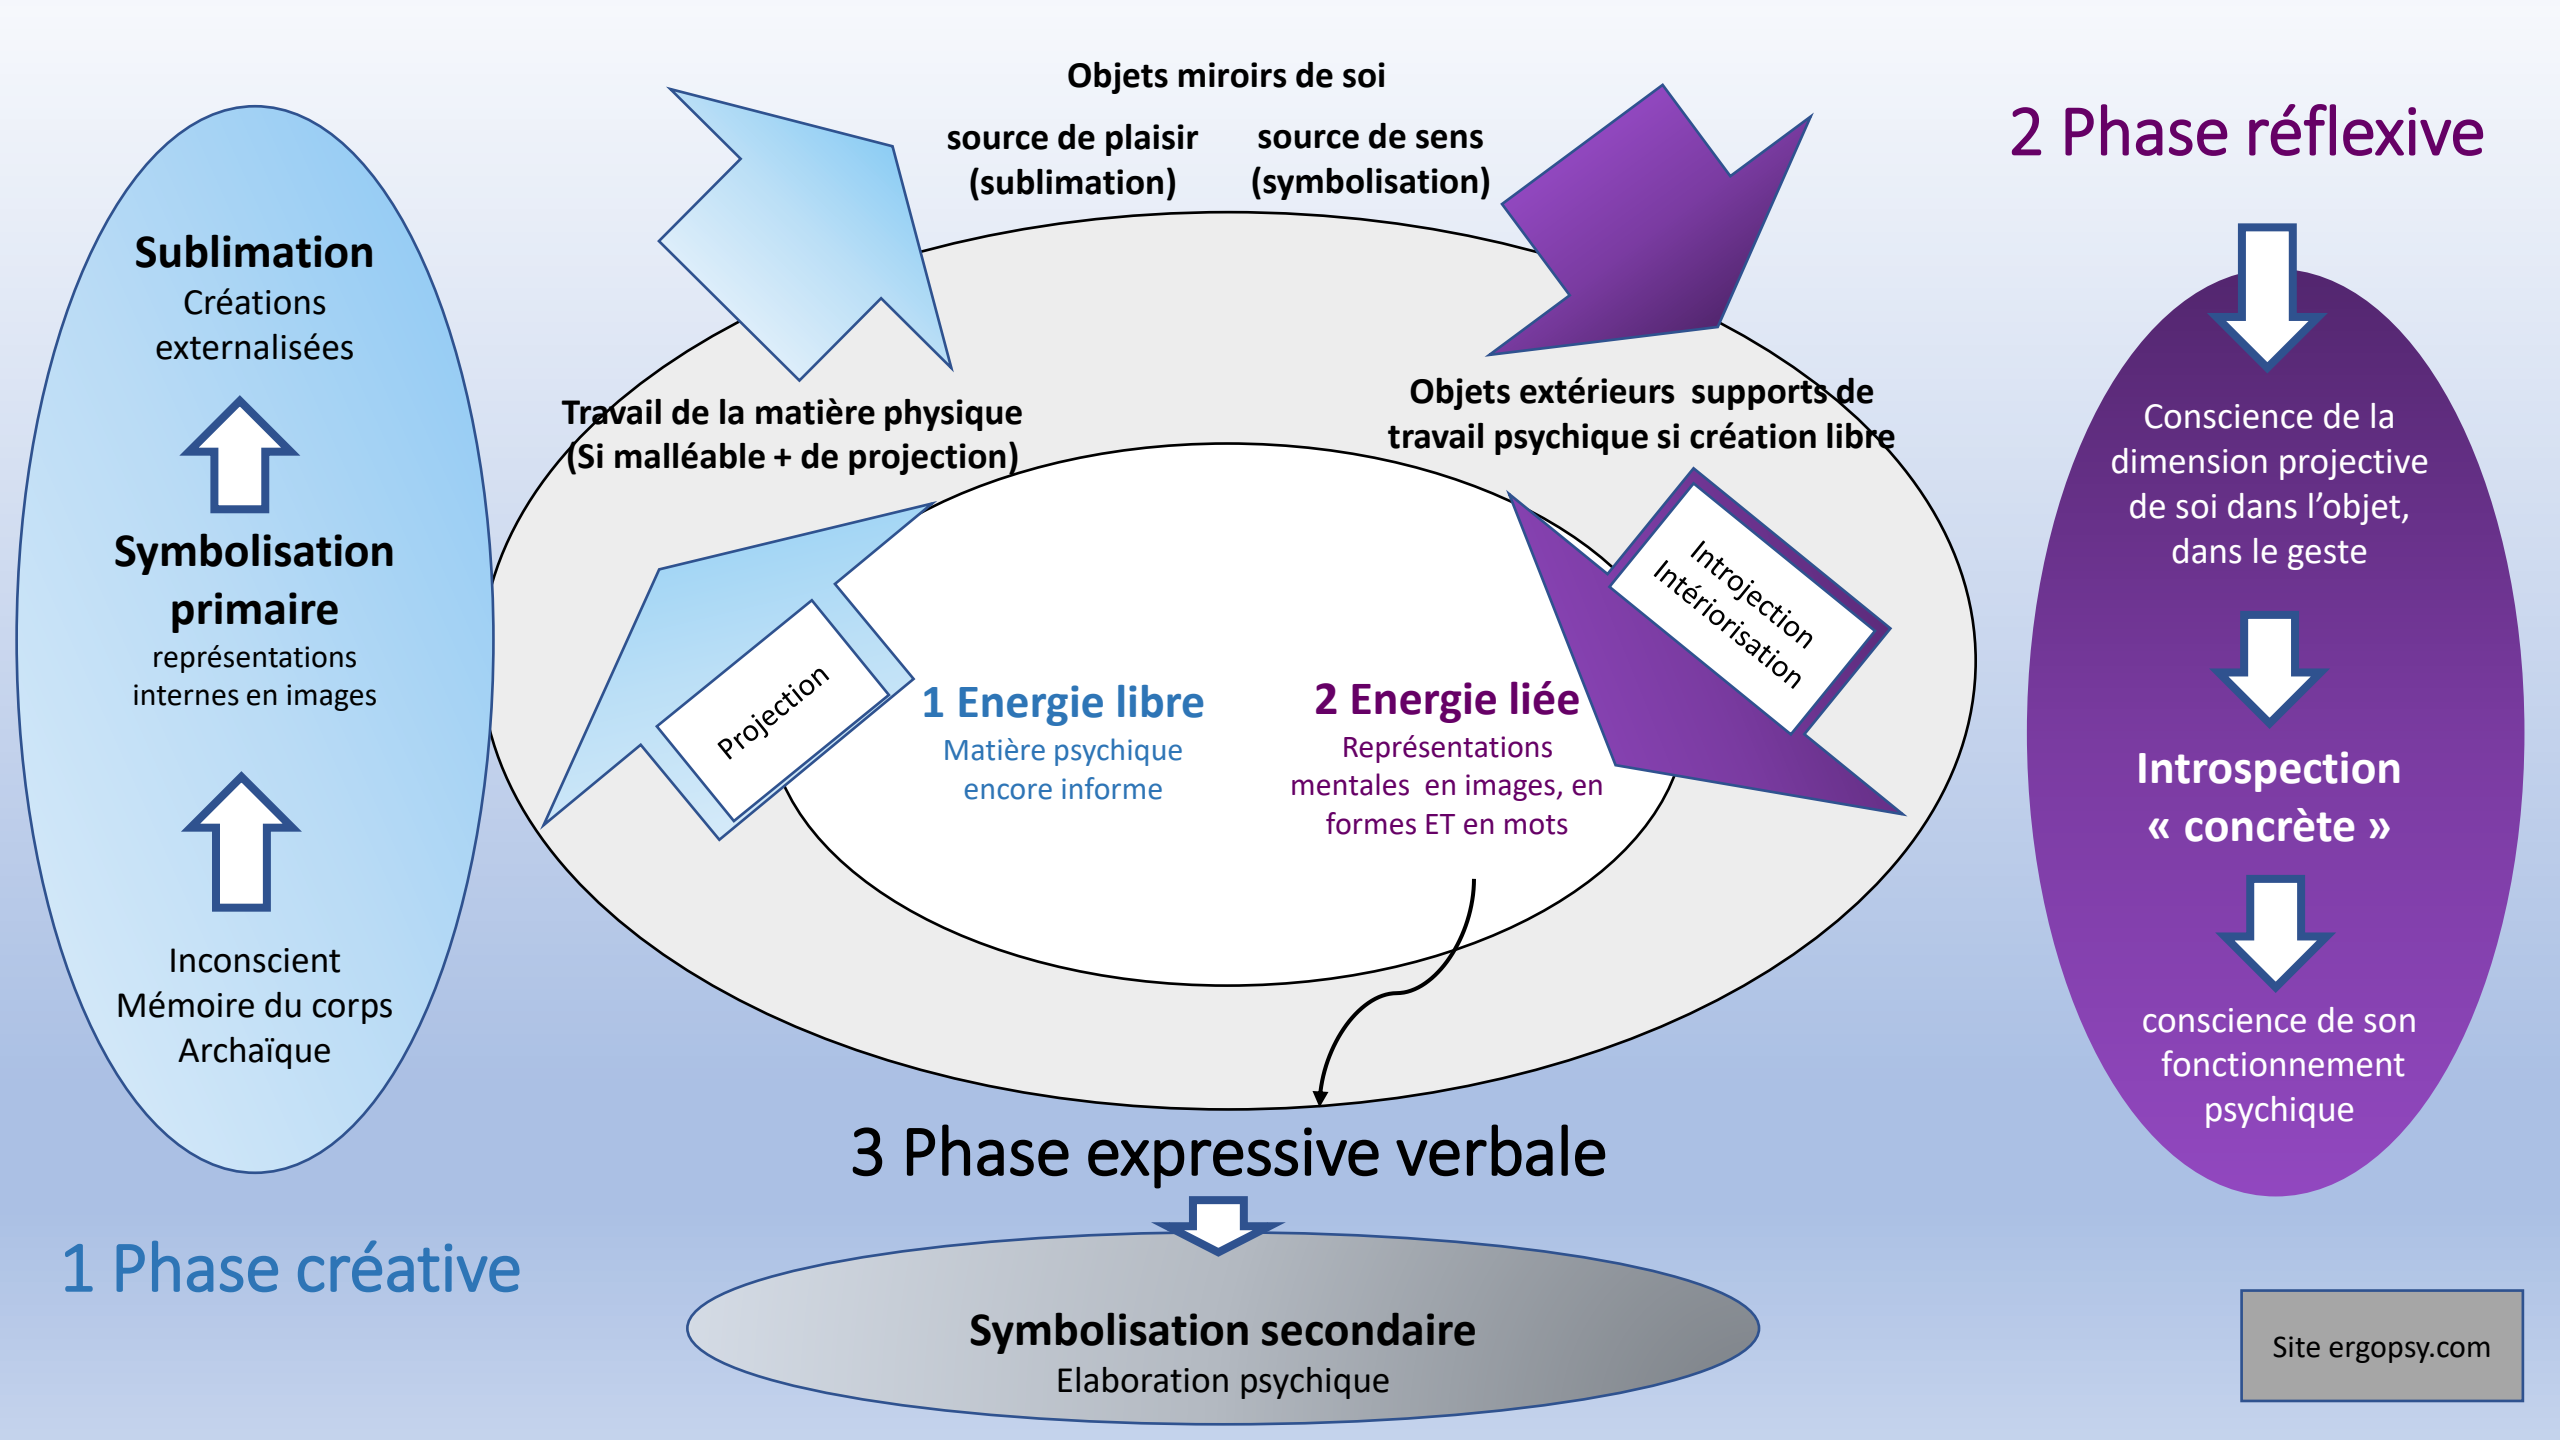 Objets miroirs de soi
source de plaisir
(sublimation)
source de sens
(symbolisation)
2 Phase réflexive
Sublimation
Créations
externalisées
Symbolisation
primaire
représentations
internes en images
Inconscient
Mémoire du corps
Archaïque
1 Phase créative
Travail de la matière physique
(Si malléable + de projection)
Objets extérieurs  supports de
travail psychique si création libre
Projection
Introjection
Intériorisation
1 Energie libre
Matière psychique
encore informe
2 Energie liée
Représentations
mentales  en images, en
formes ET en mots
Conscience de la
dimension projective
de soi dans l’objet,
dans le geste
Introspection
« concrète »
conscience de son
fonctionnement
psychique
3 Phase expressive verbale
Symbolisation secondaire
Elaboration psychique
Site ergopsy.com